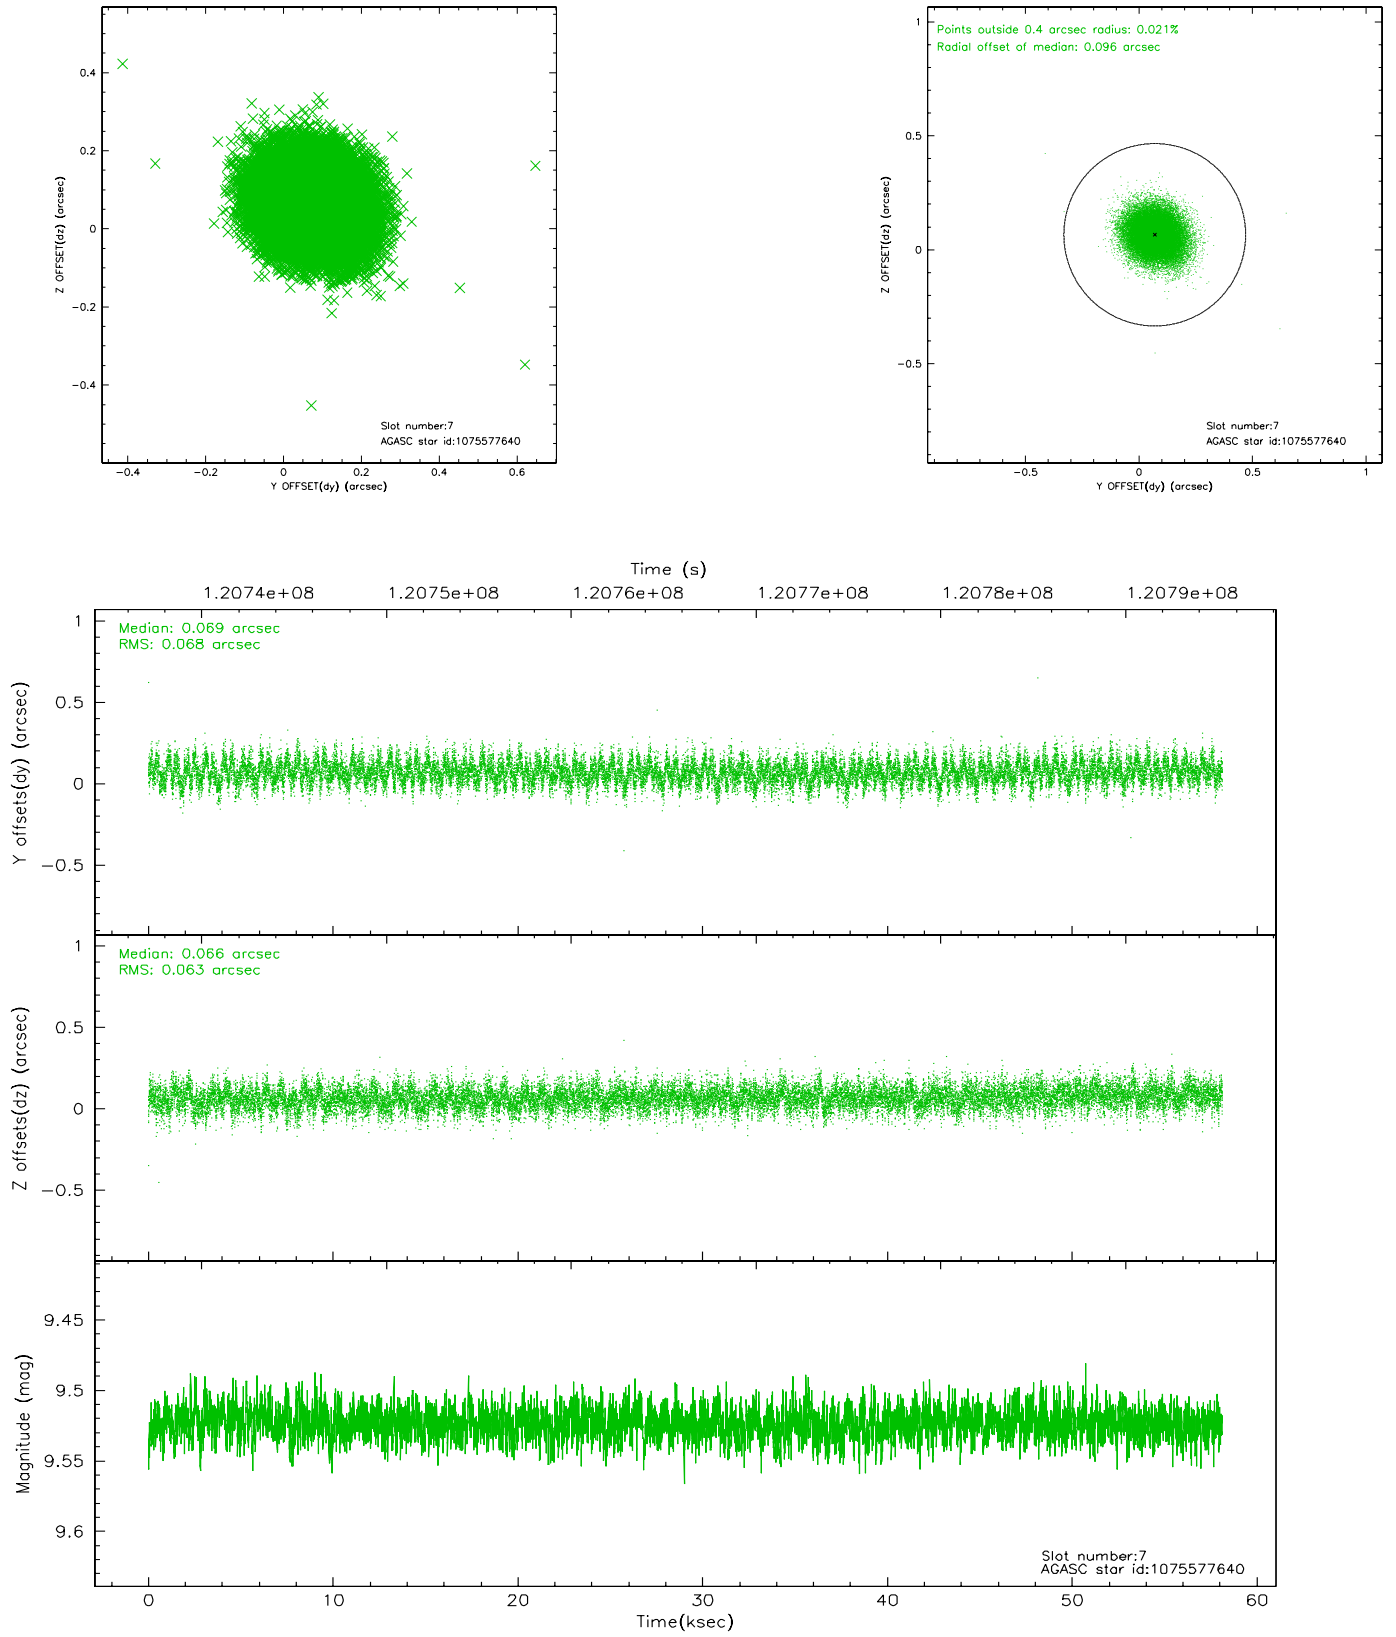 0.4
0.2
0
−0.2
−0.4
Z OFFSET(dz) (arcsec)
Slot number:7
AGASC star id:1075577640
−0.4 −0.2 0 0.2 0.4 0.6
Y OFFSET(dy) (arcsec)
Points outside 0.4 arcsec radius: 0.021%
Radial offset of median: 0.096 arcsec
1
0.5
0
−0.5
Z OFFSET(dz) (arcsec)
Slot number:7
AGASC star id:1075577640
−0.5 0 0.5 1
Y OFFSET(dy) (arcsec)
Time (s)
1.2074e+08 1.2075e+08 1.2076e+08 1.2077e+08 1.2078e+08 1.2079e+08
Median: 0.069 arcsec
RMS: 0.068 arcsec
1
0.5
0
−0.5
Y offsets(dy) (arcsec)
Median: 0.066 arcsec
RMS: 0.063 arcsec
1
0.5
0
−0.5
Z offsets(dz) (arcsec)
9.45
9.5
9.55
9.6
Magnitude (mag)
Slot number:7
AGASC star id:1075577640
0 10 20 30 40 50 60
Time(ksec)